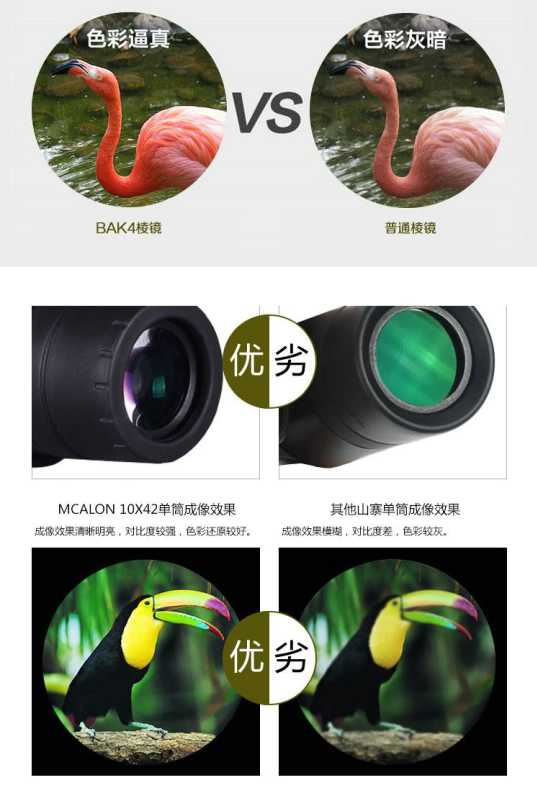 色彩逼真
色彩灰暗
VS
BAK4棱镜
普通棱镜
优 劣
MCALON 10X42单筒成像效果
其他山寨单筒成像效果
成像效果清晰明亮，对比度较强，色彩还原较好。
成像效果模糊，对比度差，色彩较灰。
优 劣